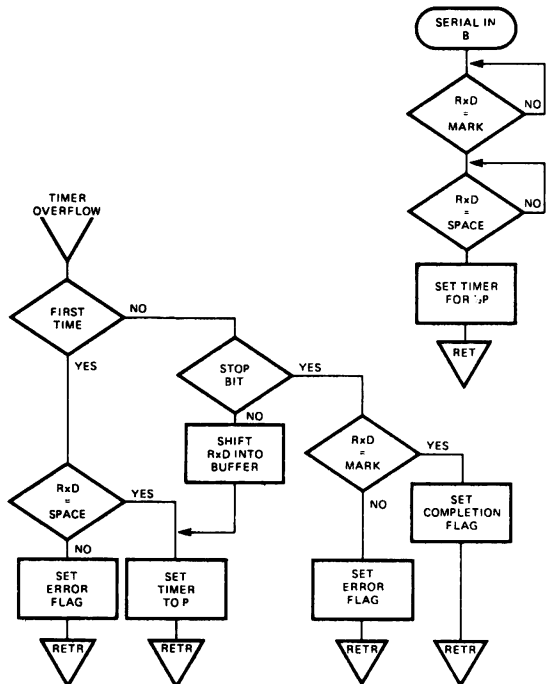 SERIAL IN
B
RxD
=
MARK
NO
RxD
=
SPACE
NO
SET TIMER
FOR P
RET
TIMER
OVERFLOW
FIRST
TIME
NO
YES
STOP
BIT
YES
NO
SHIFT
RxD INTO
BUFFER
RxD
=
MARK
YES
NO
SET
COMPLETION
FLAG
RxD
=
SPACE
YES
NO
SET
ERROR
FLAG
SET
TIMER
TO P
SET
ERROR
FLAG
RETR
RETR
RETR
RETR